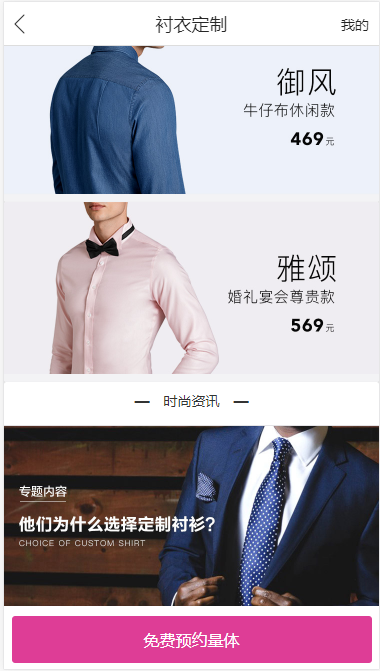 衬衣定制
我的
御风
牛仔布休闲款
469元
雅颂
婚礼宴会尊贵款
569元
时尚资讯
专题内容
他们为什么选择定制衬衫?
CHOICE OF CUSTOM SHIRT
免费预约量体